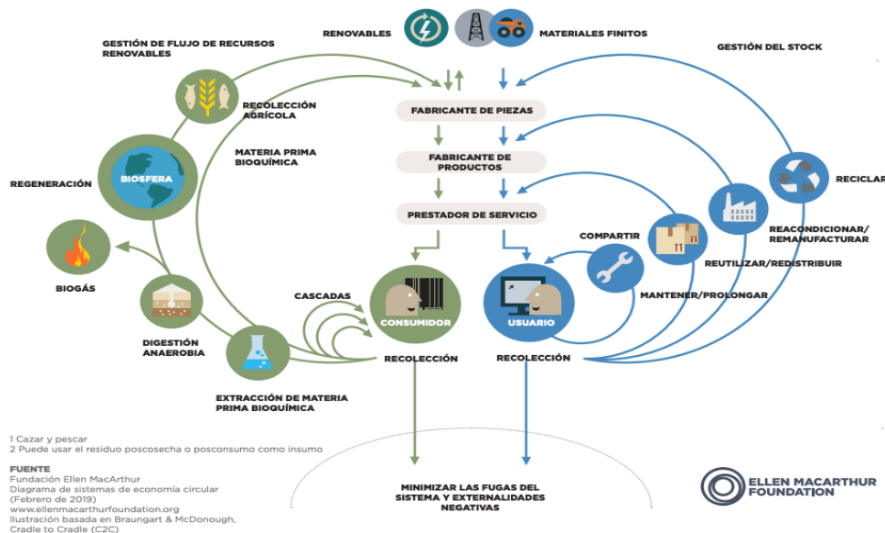 RENOVABLES
MATERIALES FINITOS
GESTIÓN DE FLUJO DE RECURSOS
RENOVABLES
GESTIÓN DEL STOCK
RECOLECCIÓN
AGRÍCOLA
MATERIA PRIMA
BIOQUÍMICA
REGENERACIÓN
BIOSFERA
BIOGÁS
DIGESTIÓN
ANAEROBIA
EXTRACCIÓN DE MATERIA
PRIMA BIOQUÍMICA
CASCADAS
FABRICANTE DE PIEZAS
FABRICANTE DE
PRODUCTOS
PRESTADOR DE SERVICIO
CONSUMIDOR
USUARIO
RECOLECCIÓN
RECOLECCIÓN
COMPARTIR
MANTENER/PROLONGAR
REUTILIZAR/REDISTRIBUIR
REACONDICIONAR/
REMANUFACTURAR
RECICLAR
MINIMIZAR LAS FUGAS DEL
SISTEMA Y EXTERNALIDADES
NEGATIVAS
1 Cazar y pescar
2 Puede usar el residuo poscosecha o posconsumo como insumo
FUENTE
Fundación Ellen MacArthur
Diagrama de sistemas de economía circular
(Febrero de 2019)
www.ellenmacarthurfoundation.org
Ilustración basada en Braungart & McDonough,
Cradle to Cradle (C2C)
ELLEN MACARTHUR
FOUNDATION